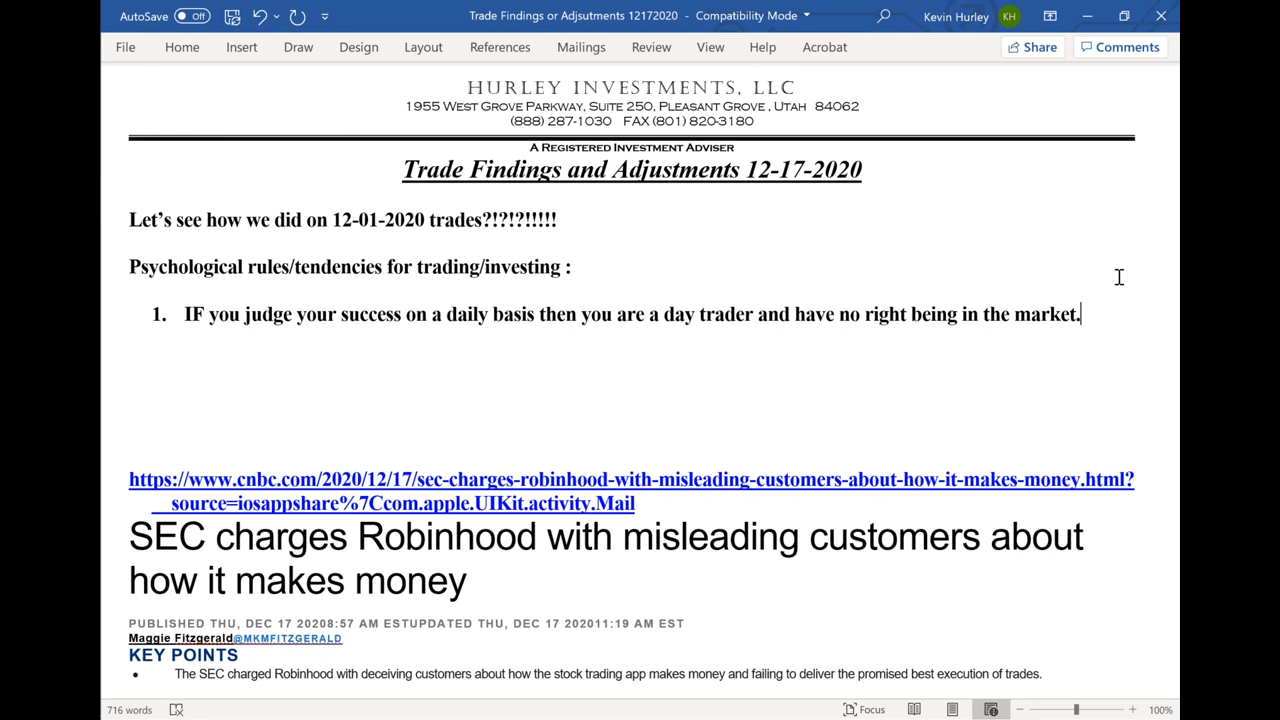 AutoSave Off Trade Findings or Adjsutments 12172020 - Compatibility Mode Kevin Hurley KH
File Home Insert Draw Design Layout References Mailings Review View Help Acrobat Share Comments
HURLEY INVESTMENTS, LLC
1955 WEST GROVE PARKWAY, SUITE 250, PLEASANT GROVE , UTAH 84062
(888) 287-1030 FAX (801) 820-3180
A REGISTERED INVESTMENT ADVISER
Trade Findings and Adjustments 12-17-2020
Let's see how we did on 12-01-2020 trades?!?!?!!!!!
Psychological rules/tendencies for trading/investing :
1. IF you judge your success on a daily basis then you are a day trader and have no right being in the market.
https://www.cnbc.com/2020/12/17/sec-charges-robinhood-with-misleading-customers-about-how-it-makes-money.html?
source=iosappshare%7Ccom.apple.UIKit.activity.Mail
SEC charges Robinhood with misleading customers about
how it makes money
PUBLISHED THU, DEC 17 20208:57 AM ESTUPDATED THU, DEC 17 202011:19 AM EST
Maggie Fitzgerald@MKMFITZGERALD
KEY POINTS
• The SEC charged Robinhood with deceiving customers about how the stock trading app makes money and failing to deliver the promised best execution of trades.
716 words Focus 100%